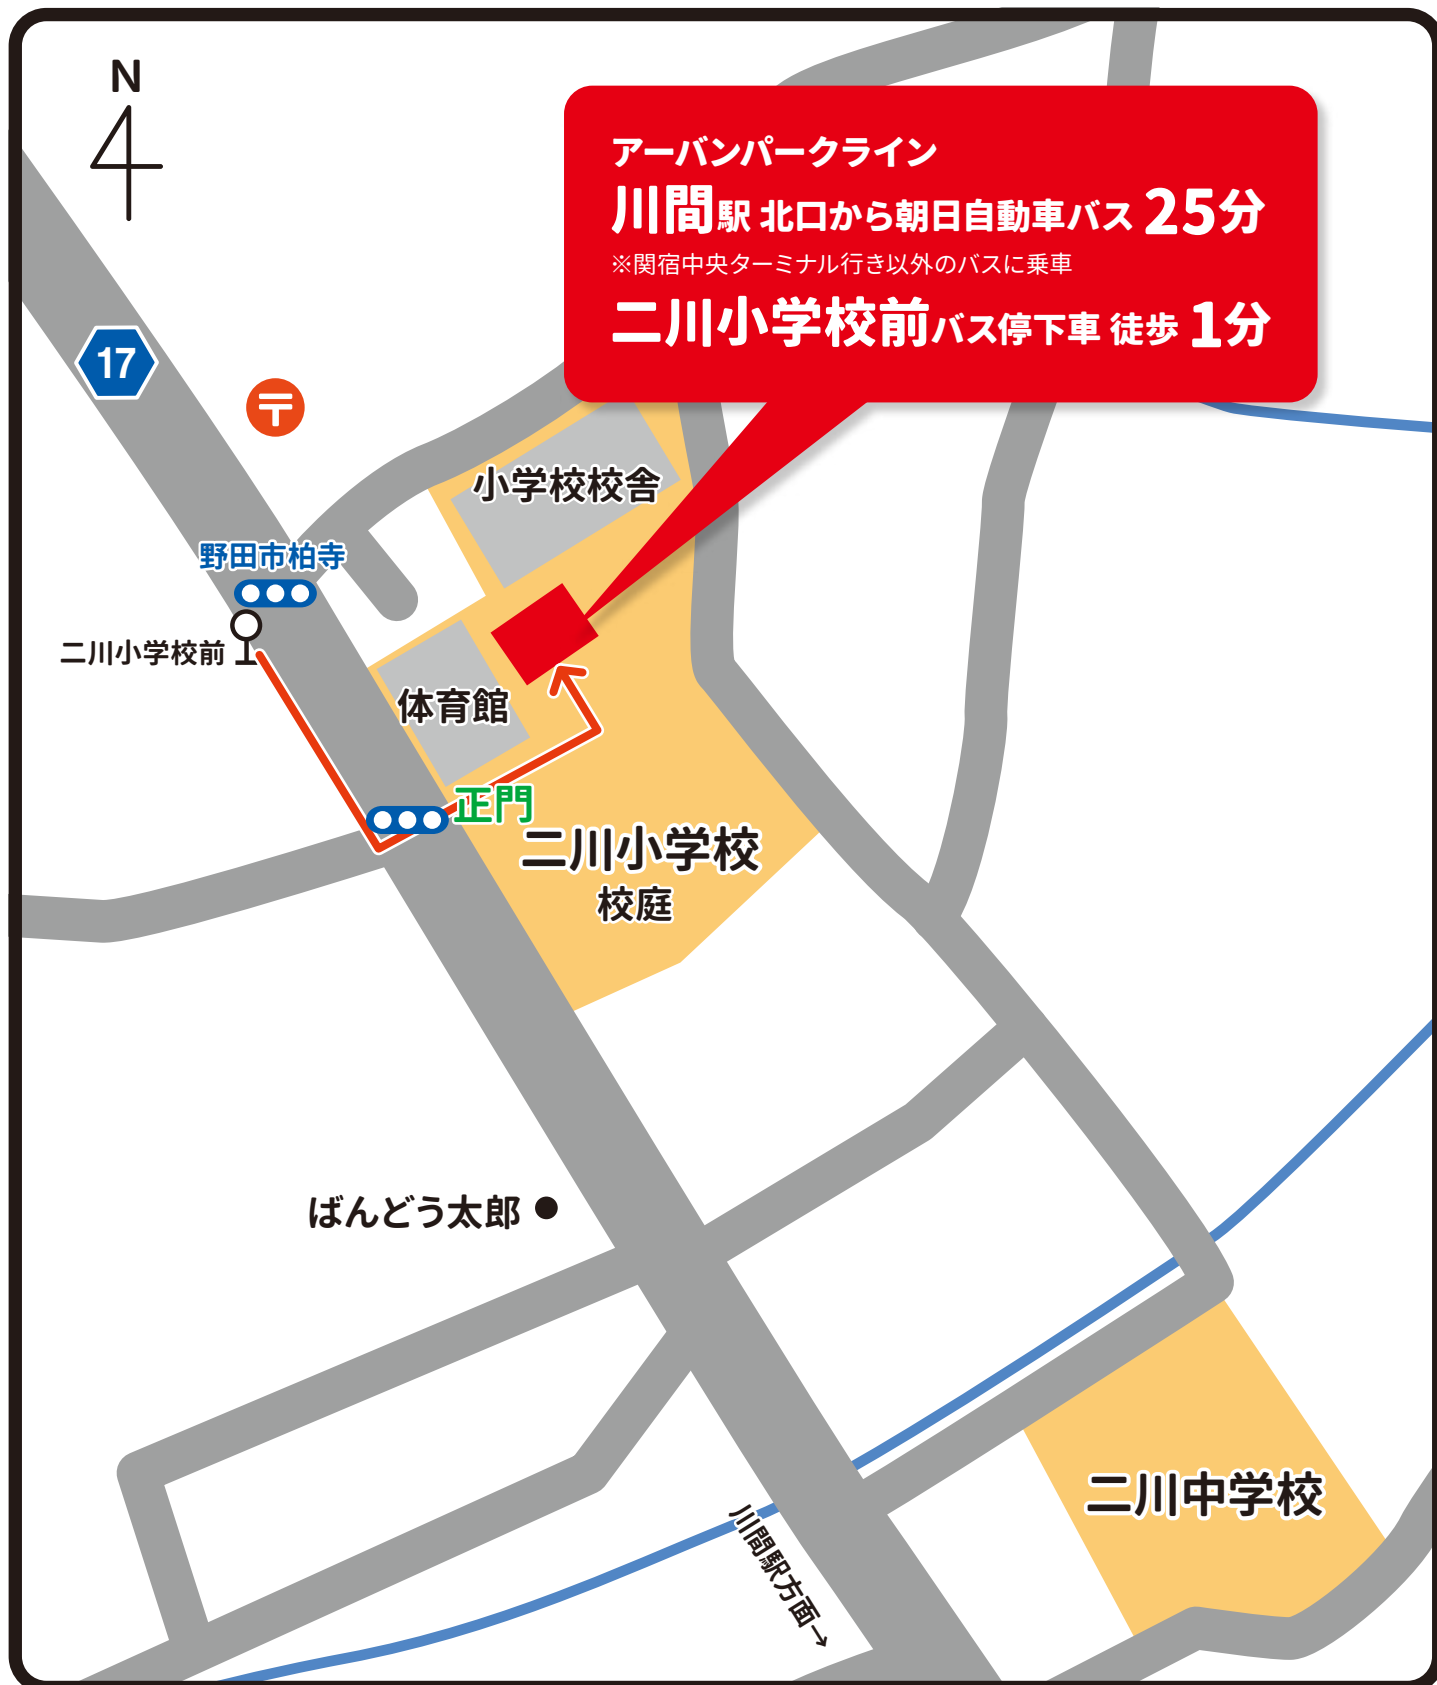 N
アーバンパークライン
川間駅 北口から朝日自動車バス 25分
※関宿中央ターミナル行き以外のバスに乗車
二川小学校前バス停下車 徒歩 1分
17
〒
小学校校舎
野田市柏寺
二川小学校前
体育館
正門
二川小学校
校庭
ばんどう太郎
二川中学校
川間駅方面→